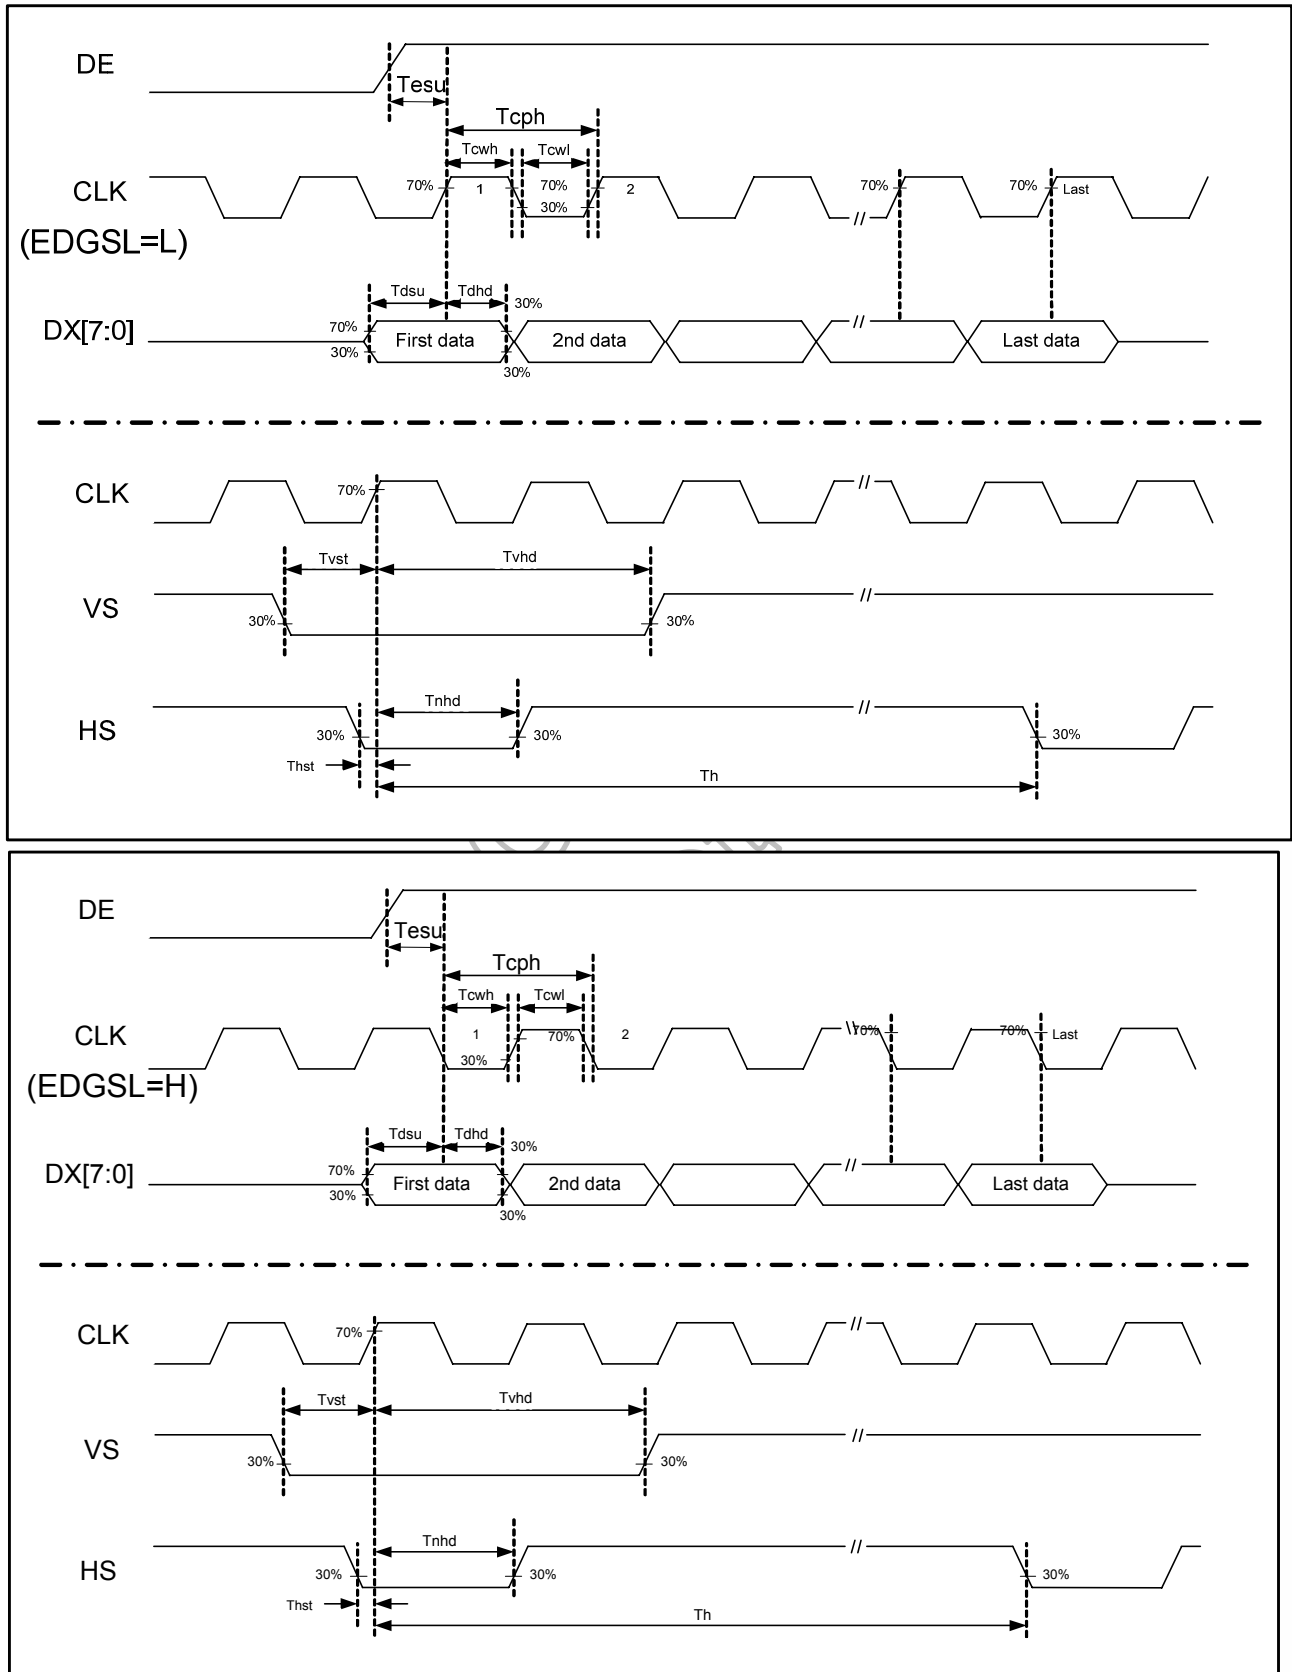 DE
Tesu
Tcph
Tcwh
Tcwl
CLK
70%
1
70%
2
70%
70%
Last
30%
(EDGSL=L)
//
Tdsu
Tdhd
30%
DX[7:0]
70%
First data
2nd data
//
Last data
30%
30%
CLK
70%
//
Tvst
Tvhd
VS
30%
30%
//
Tnhd
HS
30%
30%
//
30%
Thst
Th
DE
Tesu
Tcph
Tcwh
Tcwl
CLK
1
70%
2
70%
70%
Last
30%
(EDGSL=H)
Tdsu
Tdhd
30%
DX[7:0]
70%
First data
2nd data
//
Last data
30%
30%
CLK
70%
//
Tvst
Tvhd
VS
30%
30%
//
Tnhd
HS
30%
30%
//
30%
Thst
Th